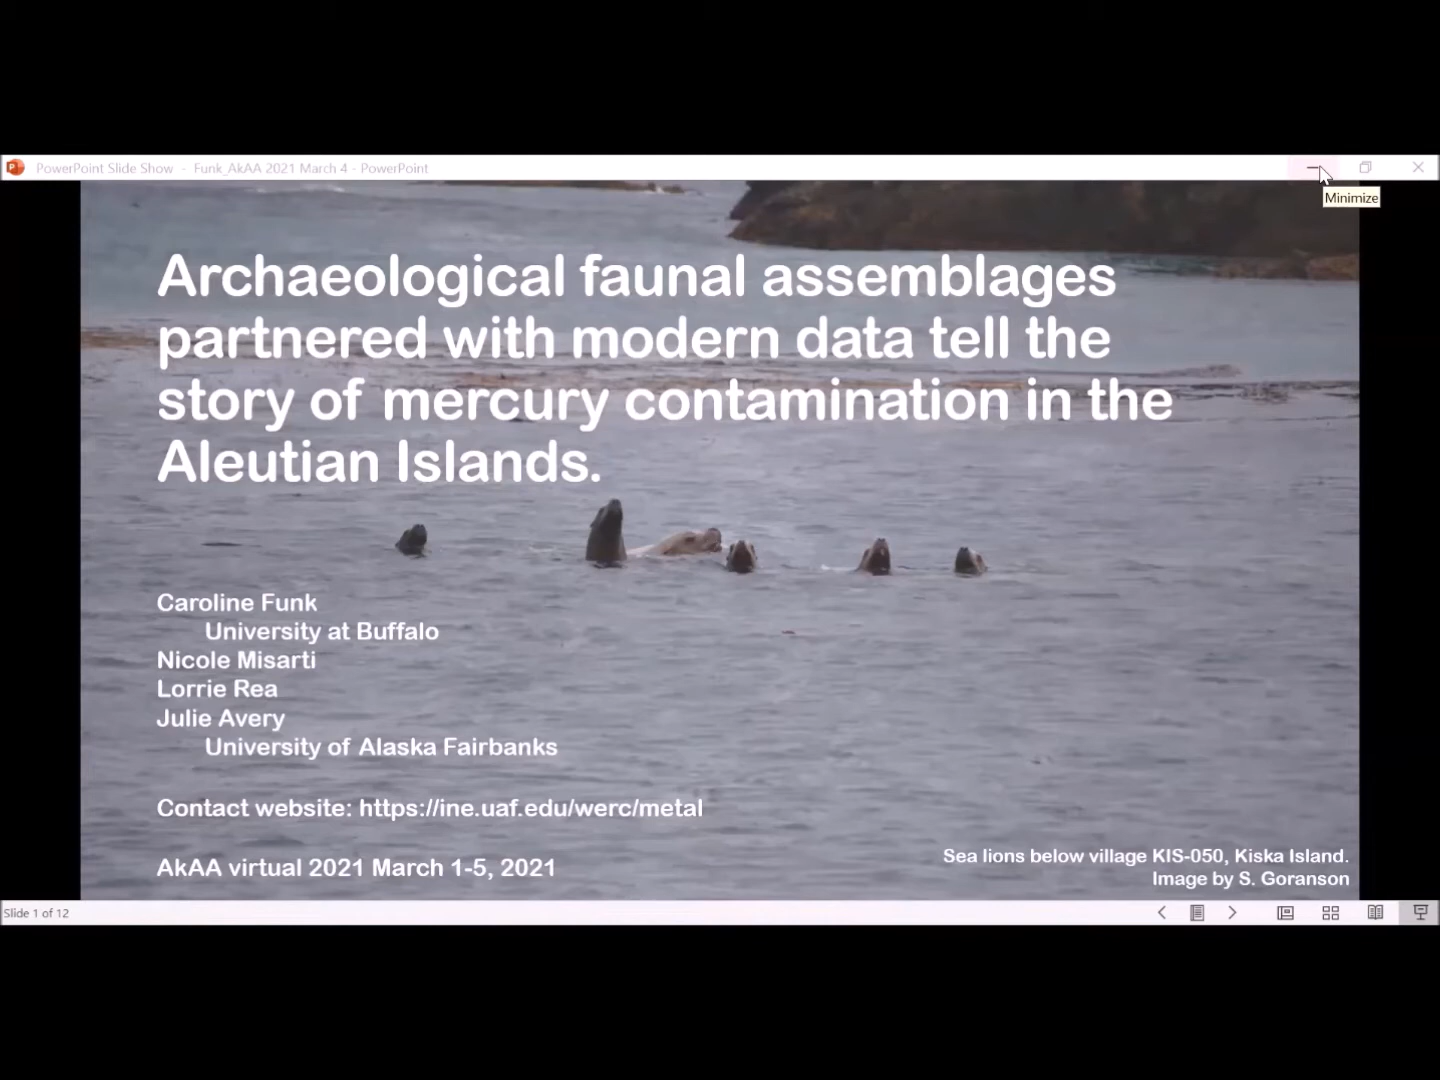 PowerPoint Slide Show - Funk_AkAA 2021 March 4 - PowerPoint
Minimize
Archaeological faunal assemblages
partnered with modern data tell the
story of mercury contamination in the
Aleutian Islands.
Caroline Funk
University at Buffalo
Nicole Misarti
Lorrie Rea
Julie Avery
University of Alaska Fairbanks
Contact website: https://ine.uaf.edu/werc/metal
AkAA virtual 2021 March 1-5, 2021
Sea lions below village KIS-050, Kiska Island.
Image by S. Goranson
Slide 1 of 12